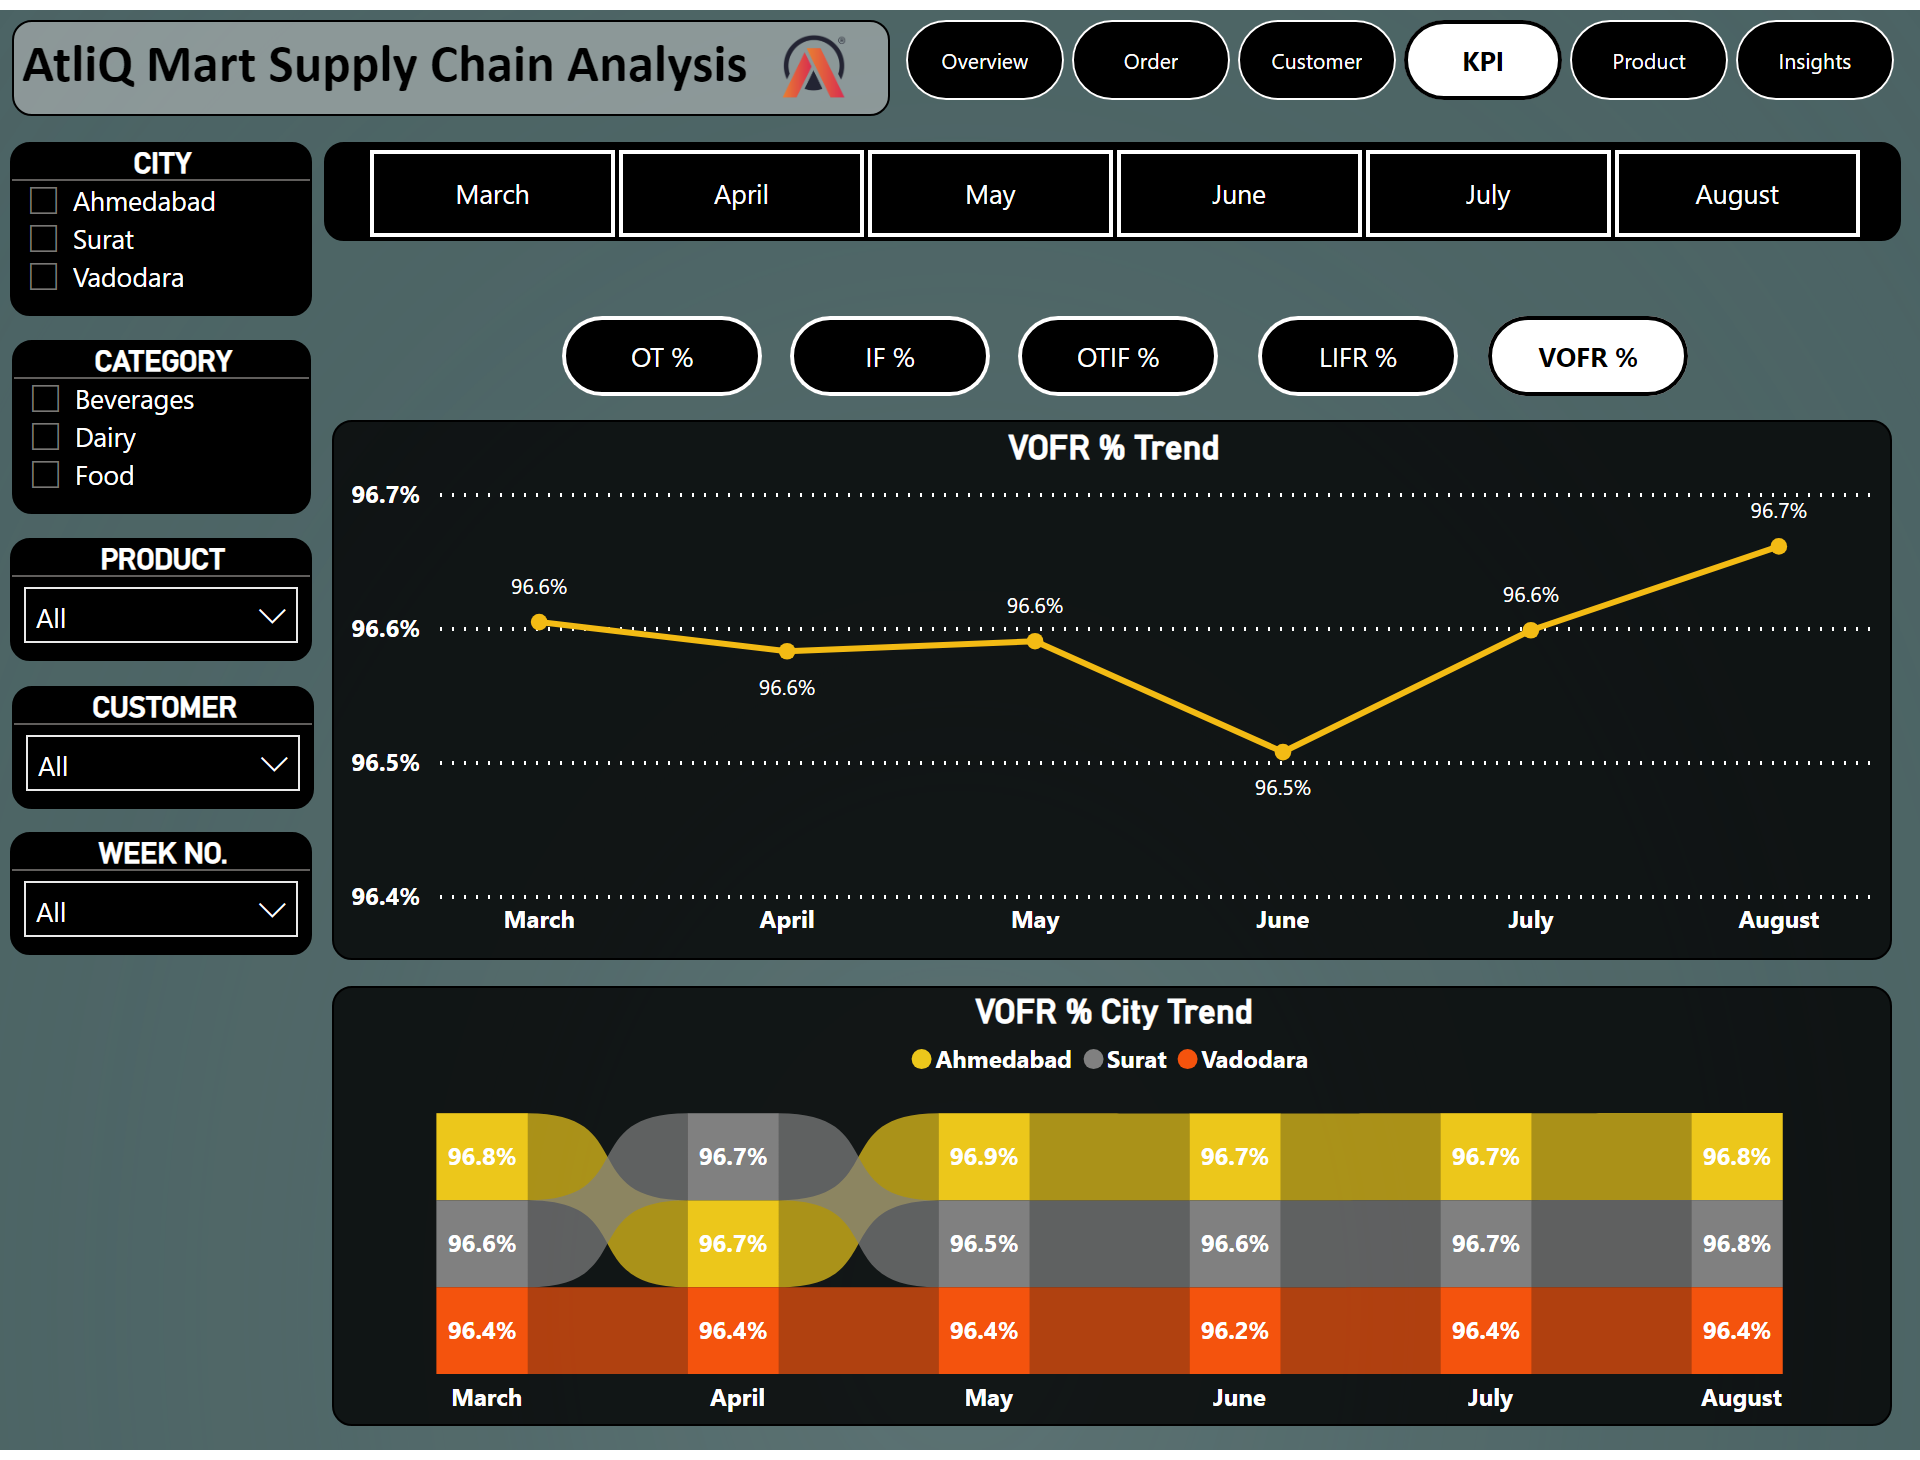 AtliQ Mart Supply Chain Analysis
Overview
Order
Customer
KPI
Product
Insights
CITY
Ahmedabad
Surat
Vadodara
March
April
May
June
July
August
CATEGORY
Beverages
Dairy
Food
PRODUCT
All
CUSTOMER
All
WEEK NO.
All
OT %
IF %
OTIF %
LIFR %
VOFR %
VOFR % Trend
96.7%
96.6%
96.5%
96.4%
96.6%
96.6%
96.6%
96.5%
96.6%
96.7%
March
April
May
June
July
August
VOFR % City Trend
Ahmedabad Surat Vadodara
96.8% 96.7% 96.9% 96.7% 96.7% 96.8%
96.6% 96.7% 96.5% 96.6% 96.7% 96.8%
96.4% 96.4% 96.4% 96.2% 96.4% 96.4%
March April May June July August